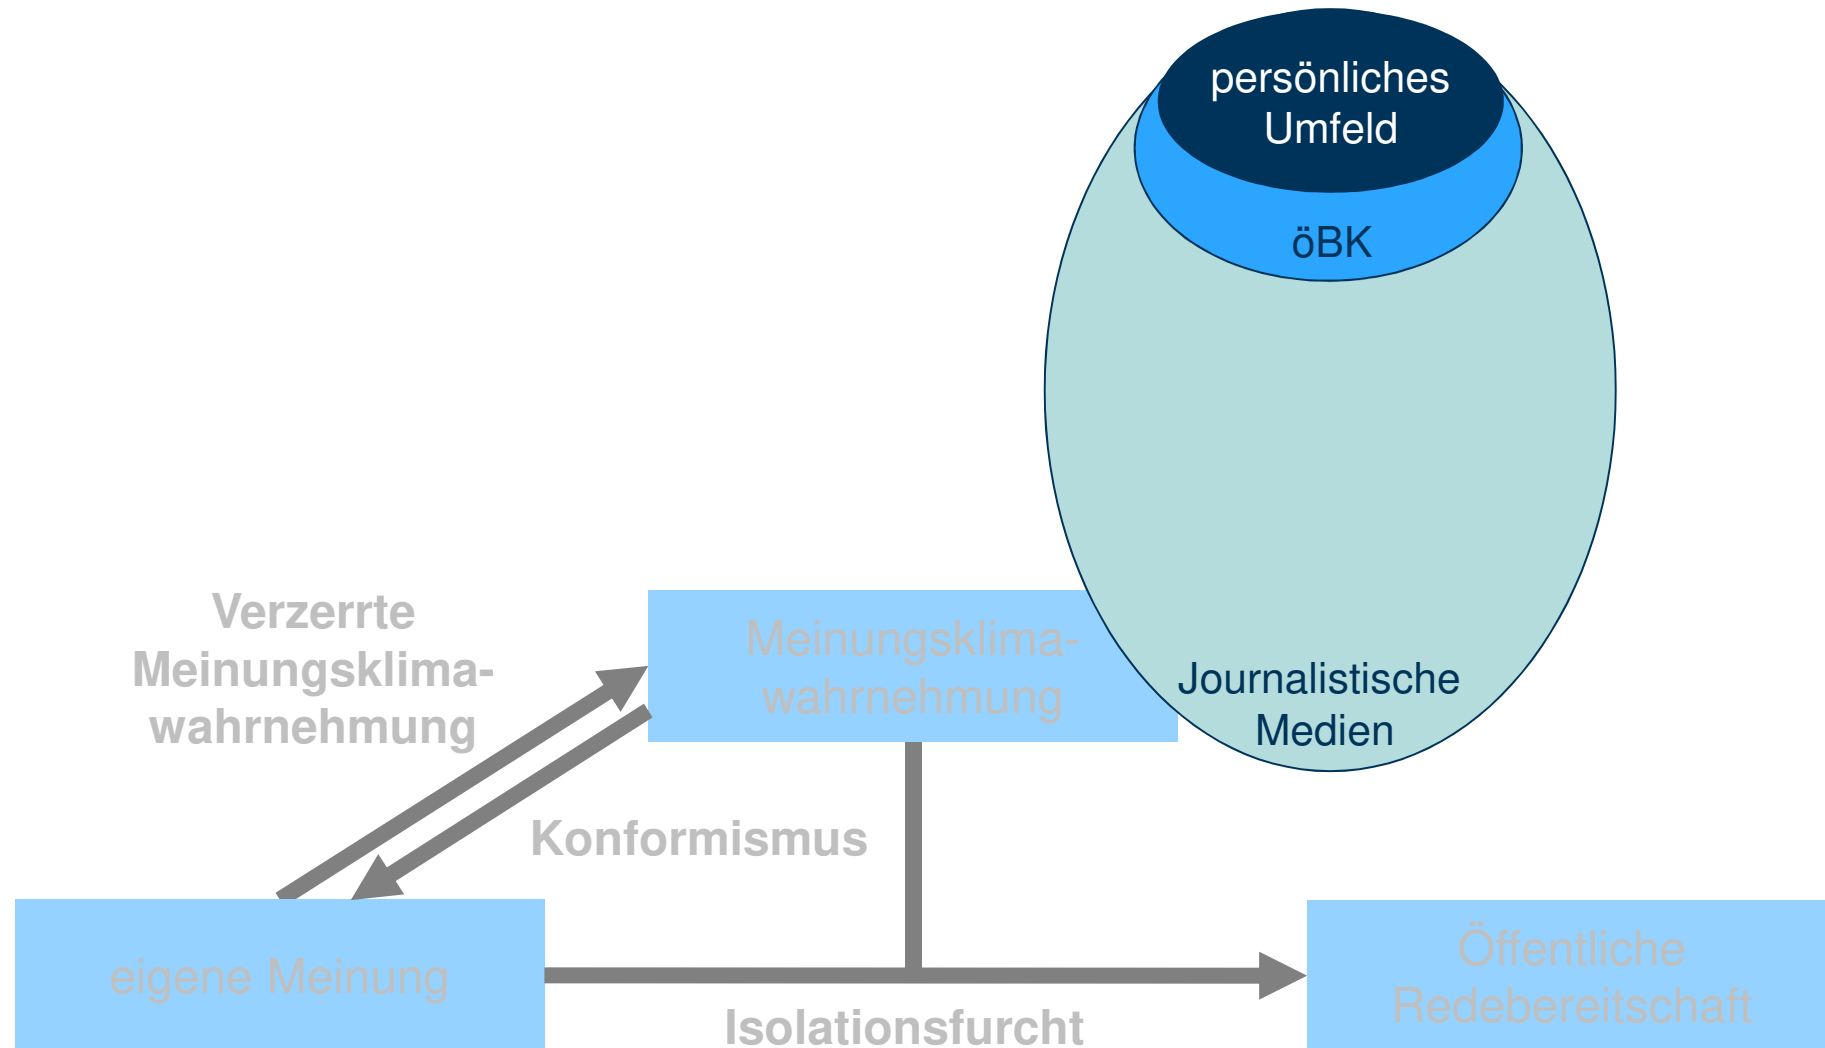 persönliches
Umfeld
öBK
Verzerrte
Meinungsklima-
wahrnehmung
Meinungsklima-
wahrnehmung
Journalistische
Medien
Konformismus
eigene Meinung
Öffentliche
Redebereitschaft
Isolationsfurcht